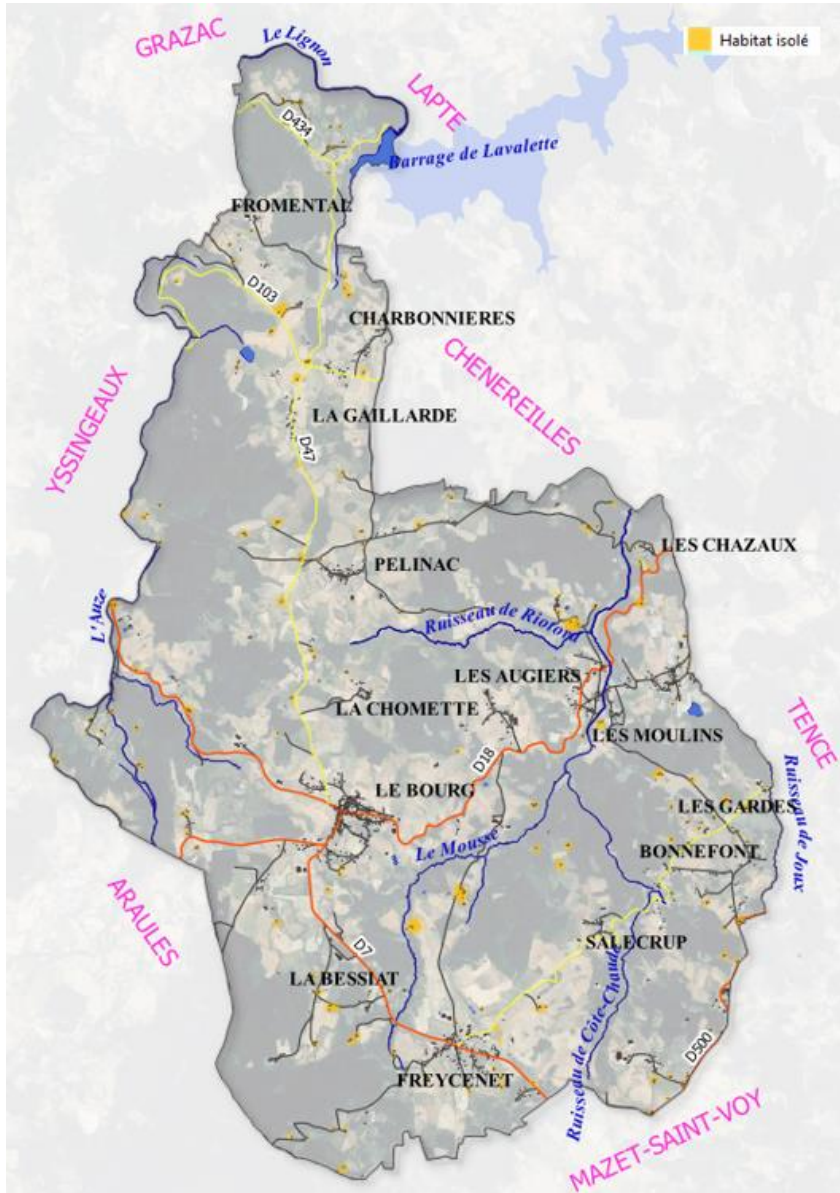 GRAZAC
Le Lignon
Habitat isolé
LAPTE
D434
Barrage de Lavalette
FROMENTAL
D103
CHARBONNIERES
CHENEREILLES
YSSINGEAUX
LA GAILLARDE
D47
LES CHAZAUX
PELINAC
L'Auze
Ruisseau de Riotord
LES AUGIERS
LA CHOMETTE
LES MOULINS
TENCE
D18
LE BOURG
LES GARDES
Ruisseau de Joux
Le Mousse
BONNEFONT
ARAULES
SALECRUP
D7
LA BESSIAT
Ruisseau de Côte-Chaude
D500
FREYCENET
MAZET-SAINT-VOY